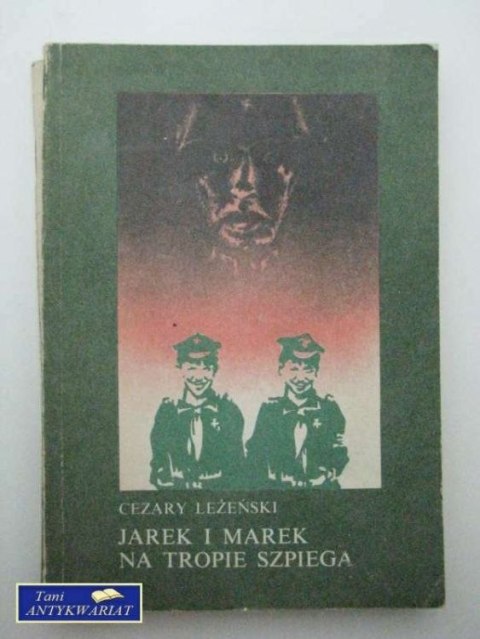 CEZARY LEŻEŃSKI
JAREK I MAREK
NA TROPIE SZPIEGA
Tani
ANTYKWARIAT